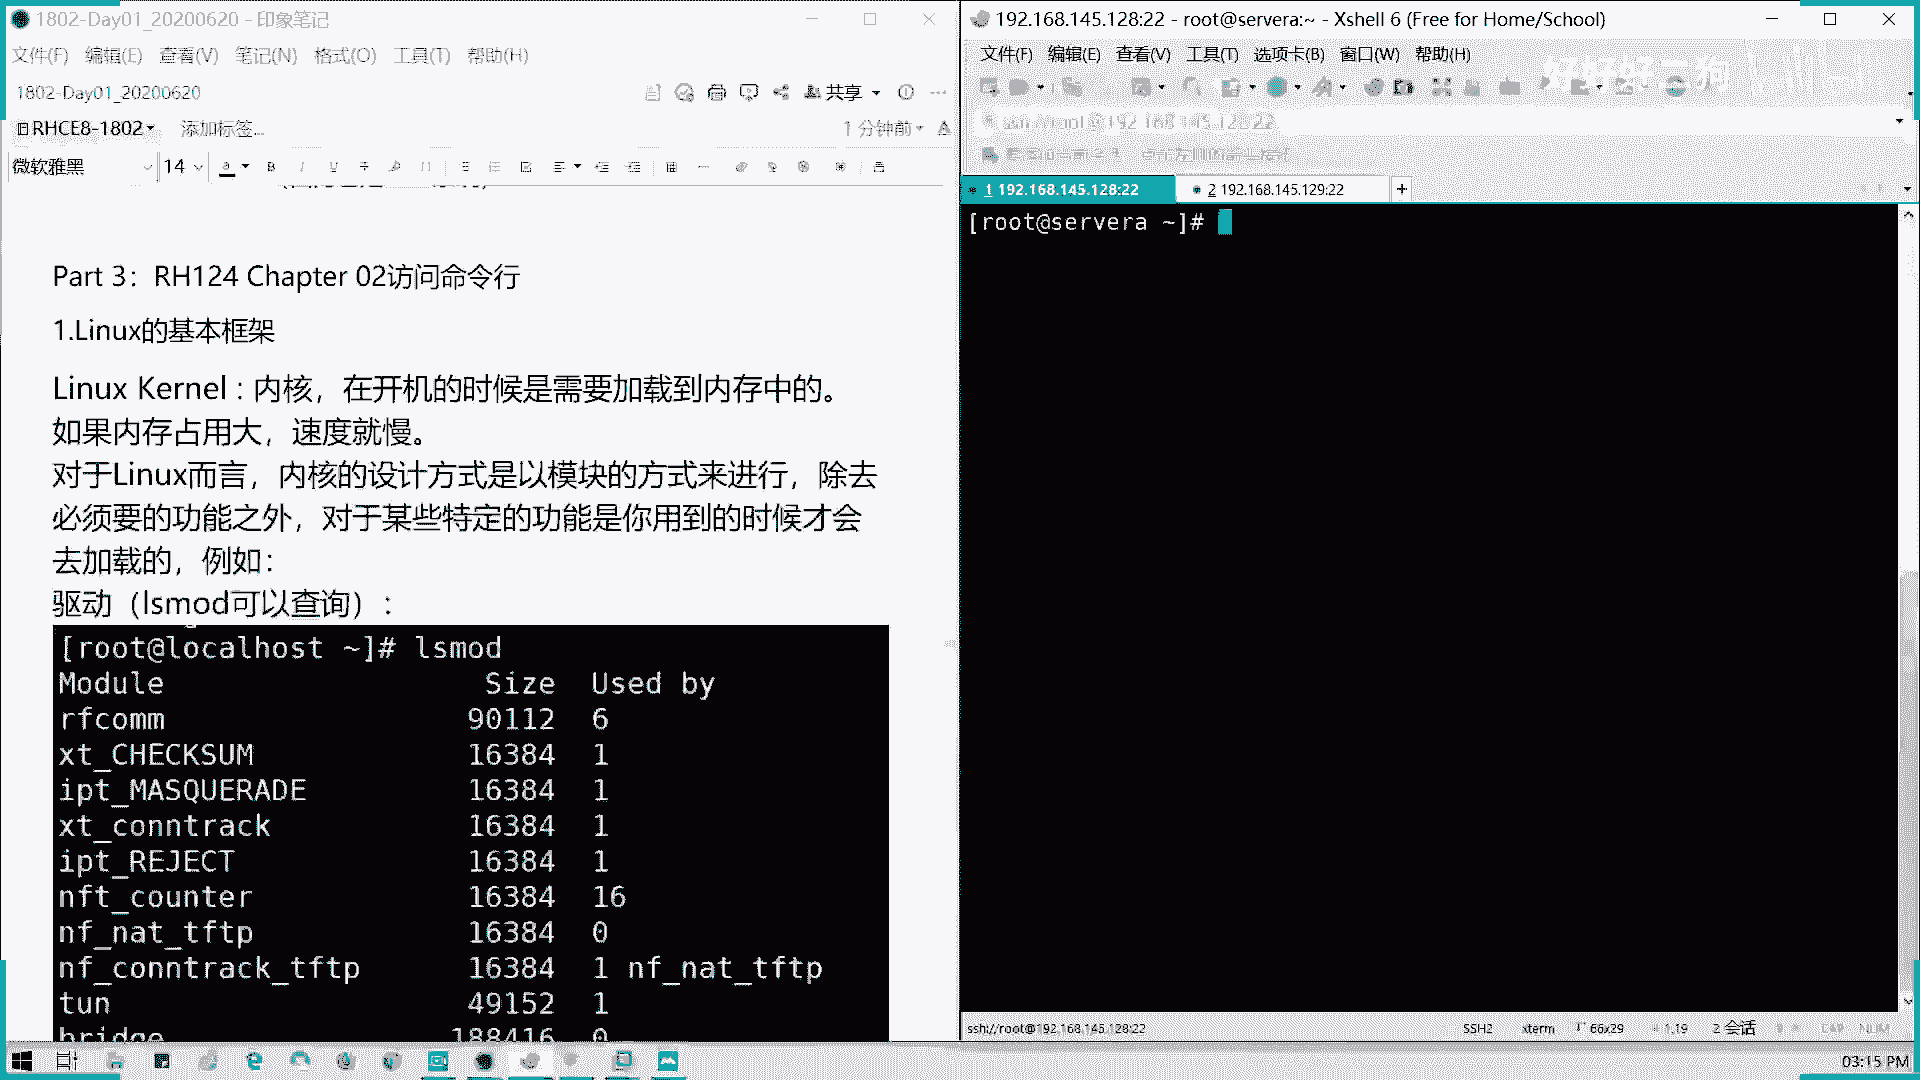 1802-Day01_20200620 - 印象笔记
文件(F) 编辑(E) 查看(V) 笔记(N) 格式(O) 工具(T) 帮助(H)
1802-Day01_20200620
共享
RHCE8-1802
添加标签...
1 分钟前
微软雅黑
14
Part 3：RH124 Chapter 02访问命令行
1.Linux的基本框架
Linux Kernel : 内核，在开机的时候是需要加载到内存中的。
如果内存占用大，速度就慢。
对于Linux而言，内核的设计方式是以模块的方式来进行，除去
必须要的功能之外，对于某些特定的功能是你用到的时候才会
去加载的，例如：
驱动（lsmod可以查询）：
[root@localhost ~]# lsmod
Module Size Used by
rfcomm 90112 6
xt_CHECKSUM 16384 1
ipt_MASQUERADE 16384 1
xt_conntrack 16384 1
ipt_REJECT 16384 1
nft_counter 16384 16
nf_nat_tftp 16384 0
nf_conntrack_tftp 16384 1 nf_nat_tftp
tun 49152 1
bridge 188416 0
192.168.145.128:22 - root@servera:~ - Xshell 6 (Free for Home/School)
文件(F) 编辑(E) 查看(V) 工具(T) 选项卡(B) 窗口(W) 帮助(H)
好好好二狗
1 192.168.145.128:22
2 192.168.145.129:22
[root@servera ~]#
ssh://root@192.168.145.128:22
SSH2
xterm
66x29
1,19
2 会话
CAP NUM
03:15 PM